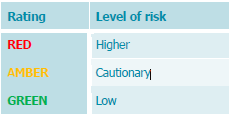 Rating Level of risk
RED Higher
AMBER Cautionary
GREEN Low